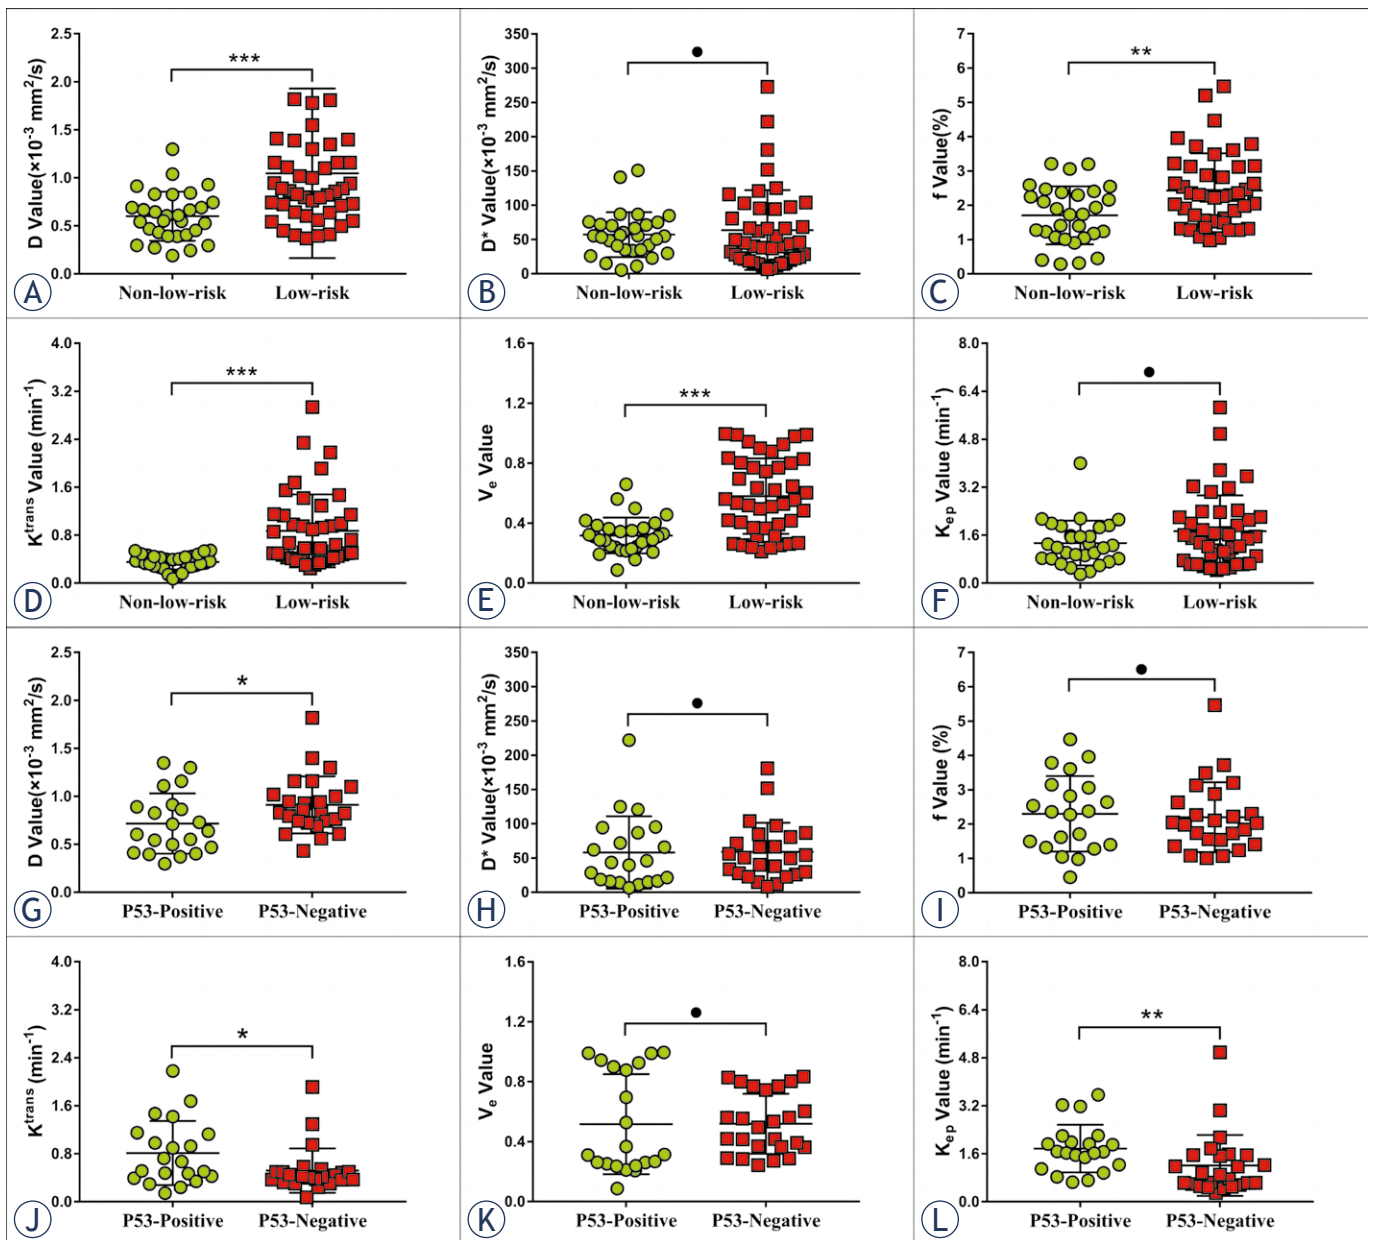 D Value(×10⁻³ mm²/s)
2.5
2.0
1.5
1.0
0.5
0.0
***
Non-low-risk Low-risk
A
D* Value(×10⁻³ mm²/s)
350
300
250
200
150
100
50
0
●
Non-low-risk Low-risk
B
f Value(%)
7
6
5
4
3
2
1
0
**
Non-low-risk Low-risk
C
Kᵗʳᵃⁿˢ Value (min⁻¹)
4.0
3.2
2.4
1.6
0.8
0.0
***
Non-low-risk Low-risk
D
Vₑ Value
1.6
1.2
0.8
0.4
0.0
***
Non-low-risk Low-risk
E
Kₑₚ Value (min⁻¹)
8.0
6.4
4.8
3.2
1.6
0.0
●
Non-low-risk Low-risk
F
D Value(×10⁻³ mm²/s)
2.5
2.0
1.5
1.0
0.5
0.0
*
P53-Positive P53-Negative
G
D* Value(×10⁻³ mm²/s)
350
300
250
200
150
100
50
0
●
P53-Positive P53-Negative
H
f Value (%)
7
6
5
4
3
2
1
0
●
P53-Positive P53-Negative
I
Kᵗʳᵃⁿˢ (min⁻¹)
4.0
3.2
2.4
1.6
0.8
0.0
*
P53-Positive P53-Negative
J
Vₑ Value
1.6
1.2
0.8
0.4
0.0
●
P53-Positive P53-Negative
K
Kₑₚ Value (min⁻¹)
8.0
6.4
4.8
3.2
1.6
0.0
**
P53-Positive P53-Negative
L